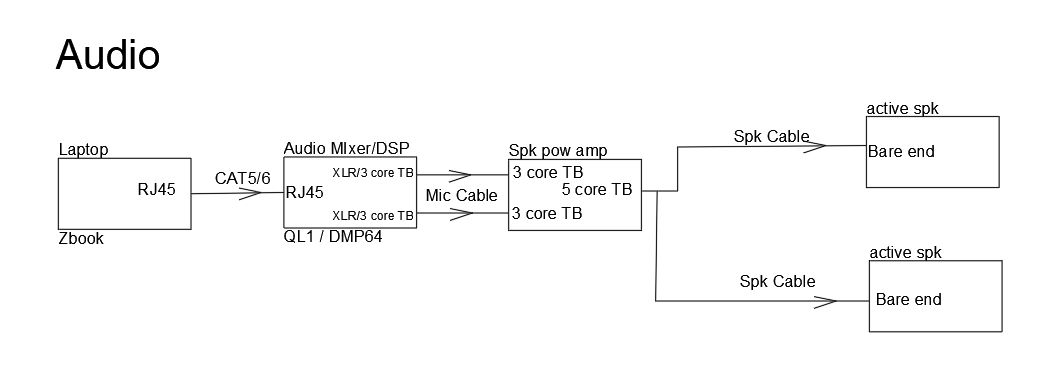 Audio
Laptop
RJ45
Zbook
CAT5/6
Audio MIxer/DSP
XLR/3 core TB
RJ45
XLR/3 core TB
QL1 / DMP64
Mic Cable
Spk pow amp
3 core TB
5 core TB
3 core TB
Spk Cable
active spk
Bare end
Spk Cable
active spk
Bare end